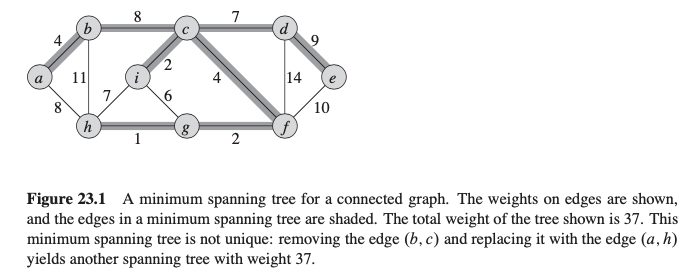 8 7
b c d
4 9
2
a 11 i 4 14 e
7 6
8 10
h g f
1 2
Figure 23.1 A minimum spanning tree for a connected graph. The weights on edges are shown,
and the edges in a minimum spanning tree are shaded. The total weight of the tree shown is 37. This
minimum spanning tree is not unique: removing the edge (b, c) and replacing it with the edge (a, h)
yields another spanning tree with weight 37.